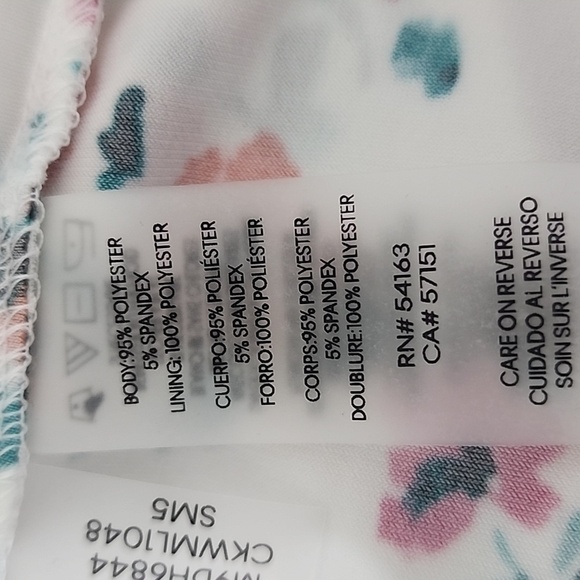 BODY:95% POLYESTER
5% SPANDEX
LINING:100% POLYESTER
CUERPO:95% POLIÉSTER
5% SPANDEX
FORRO:100% POLIÉSTER
CORPS:95% POLYESTER
5% SPANDEX
DOUBLURE:100% POLYESTER
RN# 54163
CA# 57151
CARE ON REVERSE
CUIDADO AL REVERSO
SOIN SUR L'INVERSE
SM5
CKWML1048